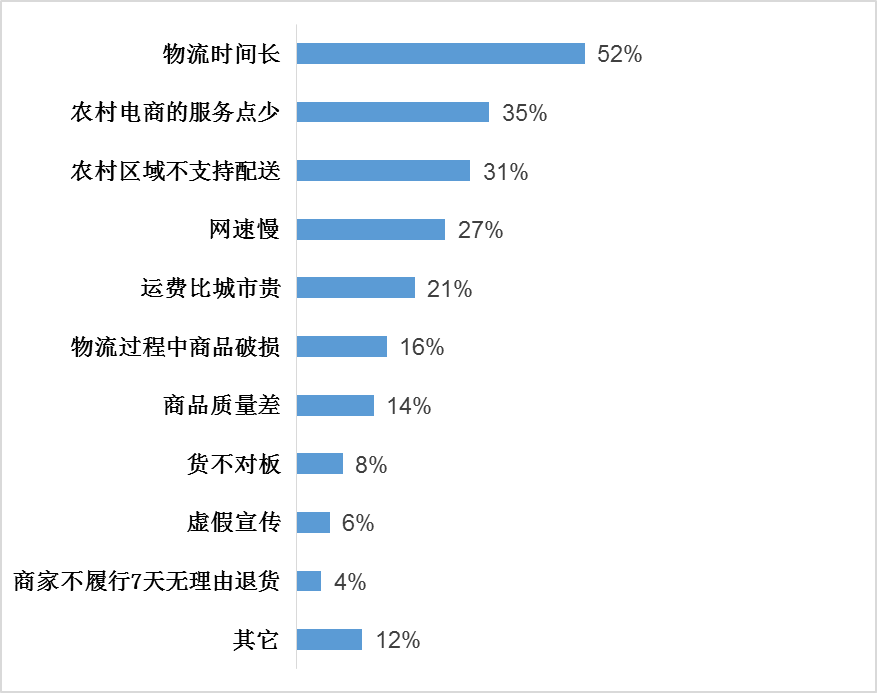 物流时间长 52%
农村电商的服务点少 35%
农村区域不支持配送 31%
网速慢 27%
运费比城市贵 21%
物流过程中商品破损 16%
商品质量差 14%
货不对板 8%
虚假宣传 6%
商家不履行7天无理由退货 4%
其它 12%